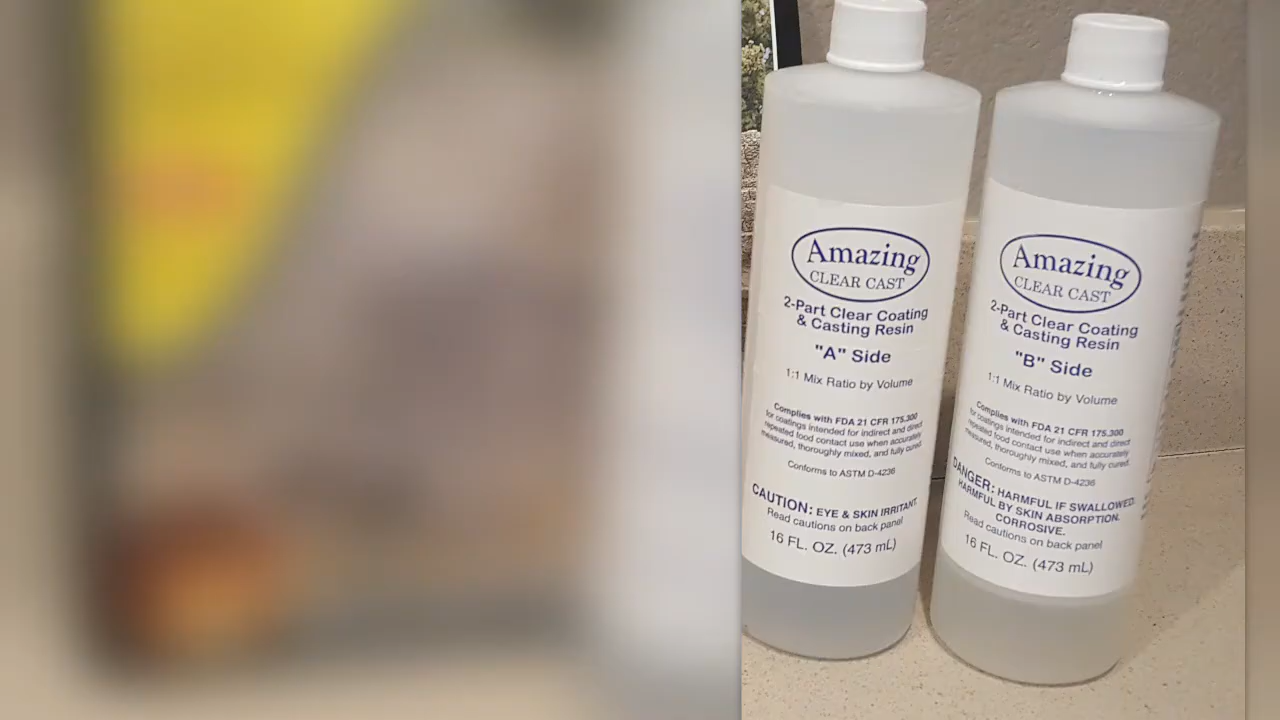 Amazing
CLEAR CAST
2-Part Clear Coating
& Casting Resin
"A" Side
1:1 Mix Ratio by Volume
Complies with FDA 21 CFR 175.300
for coatings intended for indirect and direct
repeated food contact use when accurately
measured, thoroughly mixed, and fully cured.
Conforms to ASTM D-4236
CAUTION: EYE & SKIN IRRITANT.
Read cautions on back panel
16 FL. OZ. (473 mL)
Amazing
CLEAR CAST
2-Part Clear Coating
& Casting Resin
"B" Side
1:1 Mix Ratio by Volume
Complies with FDA 21 CFR 175.300
for coatings intended for indirect and direct
repeated food contact use when accurately
measured, thoroughly mixed, and fully cured.
Conforms to ASTM D-4236
DANGER: HARMFUL IF SWALLOWED.
HARMFUL BY SKIN ABSORPTION.
CORROSIVE.
Read cautions on back panel
16 FL. OZ. (473 mL)